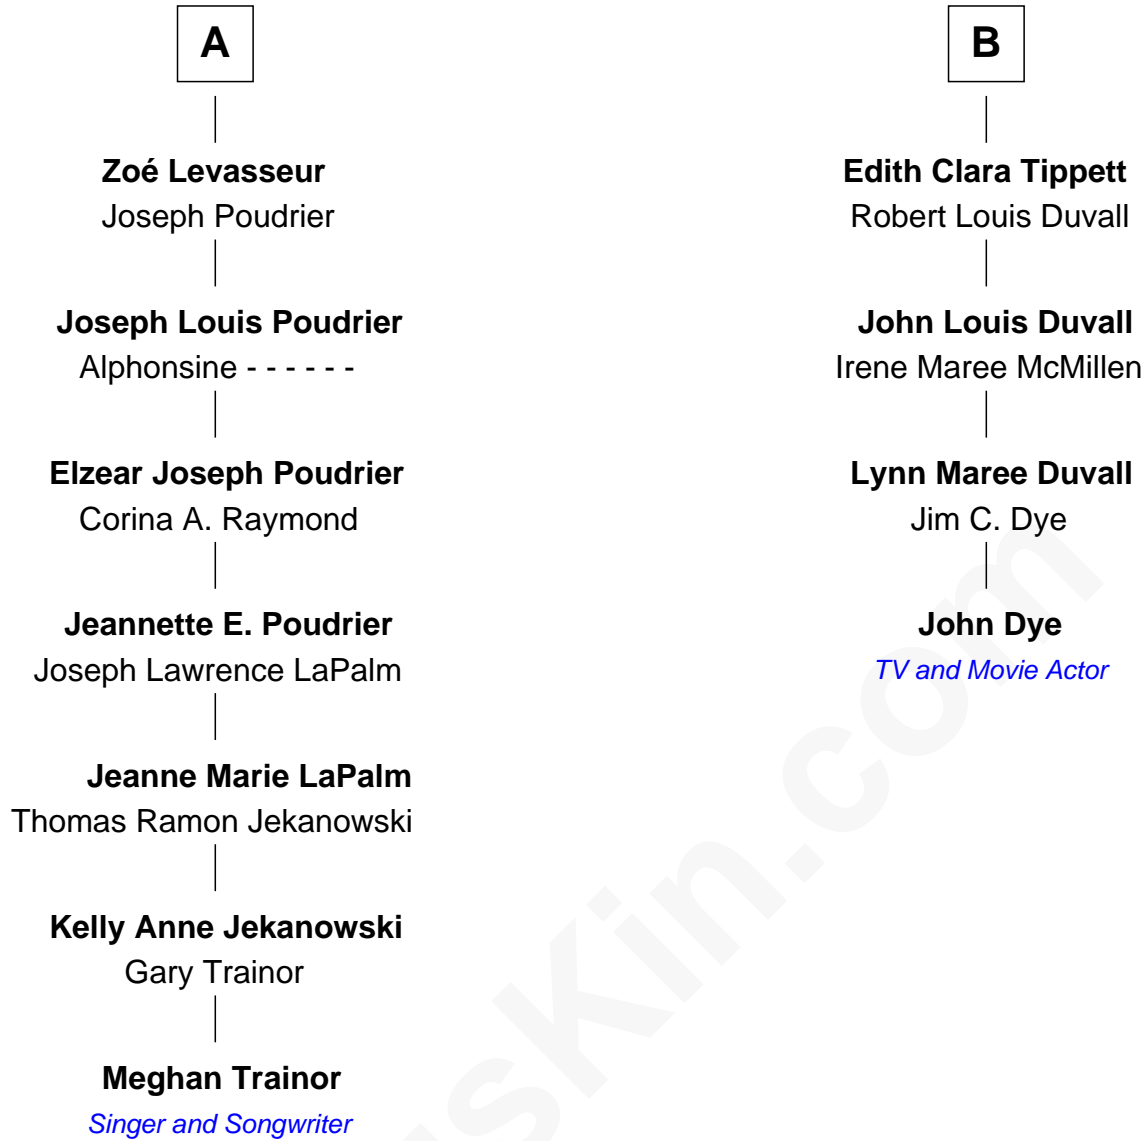 A
Zoé Levasseur
Joseph Poudrier
Joseph Louis Poudrier
Alphonsine - - - - - -
Elzear Joseph Poudrier
Corina A. Raymond
Jeannette E. Poudrier
Joseph Lawrence LaPalm
Jeanne Marie LaPalm
Thomas Ramon Jekanowski
Kelly Anne Jekanowski
Gary Trainor
Meghan Trainor
Singer and Songwriter
B
Edith Clara Tippett
Robert Louis Duvall
John Louis Duvall
Irene Maree McMillen
Lynn Maree Duvall
Jim C. Dye
John Dye
TV and Movie Actor
usKin.com